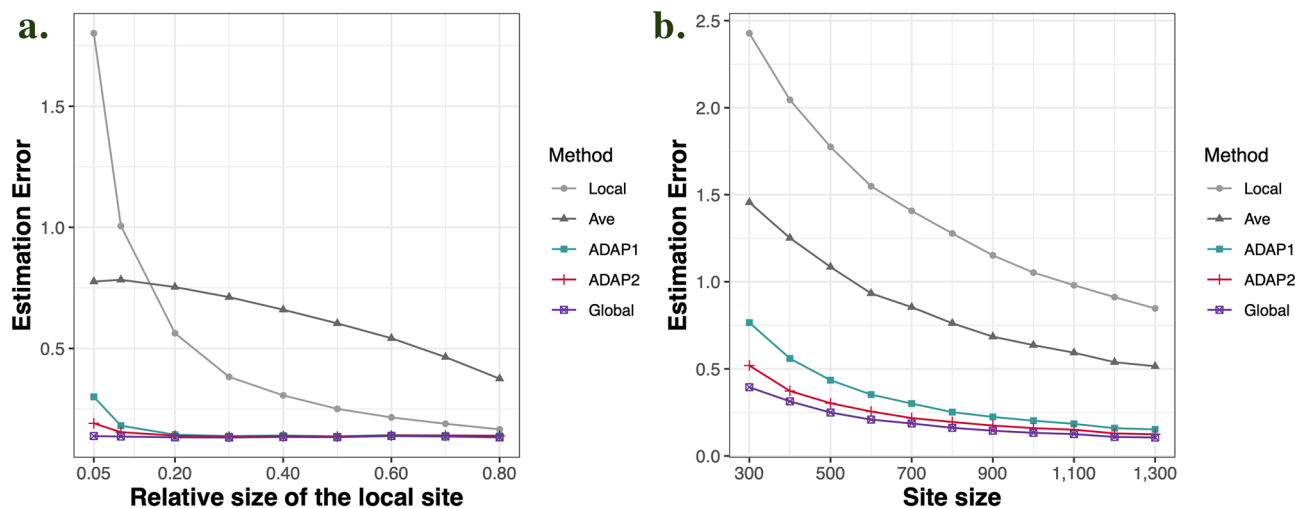 a.
Estimation Error
1.5
1.0
0.5
0.05 0.20 0.40 0.60 0.80
Relative size of the local site
Method
Local
Ave
ADAP1
ADAP2
Global
b.
Estimation Error
2.5
2.0
1.5
1.0
0.5
0.0
300 500 700 900 1,100 1,300
Site size
Method
Local
Ave
ADAP1
ADAP2
Global